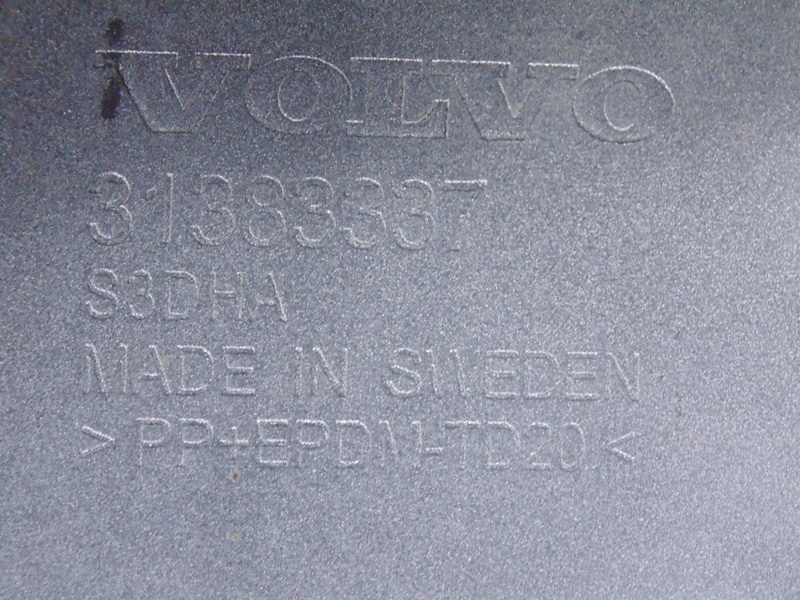 VOLVO
31383337
S3DHA
MADE IN SWEDEN
>PP+EPDM-TD20<